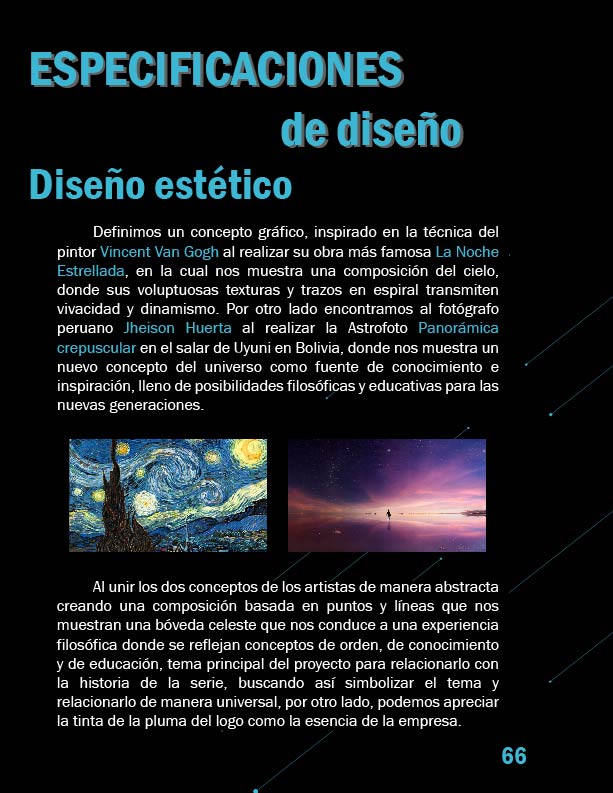 ESPECIFICACIONES
de diseño
Diseño estético
Definimos un concepto gráfico, inspirado en la técnica del
pintor Vincent Van Gogh al realizar su obra más famosa La Noche
Estrellada, en la cual nos muestra una composición del cielo,
donde sus voluptuosas texturas y trazos en espiral transmiten
vivacidad y dinamismo. Por otro lado encontramos al fotógrafo
peruano Jheison Huerta al realizar la Astrofoto Panorámica
crepuscular en el salar de Uyuni en Bolivia, donde nos muestra un
nuevo concepto del universo como fuente de conocimiento e
inspiración, lleno de posibilidades filosóficas y educativas para las
nuevas generaciones.
Al unir los dos conceptos de los artistas de manera abstracta
creando una composición basada en puntos y líneas que nos
muestran una bóveda celeste que nos conduce a una experiencia
filosófica donde se reflejan conceptos de orden, de conocimiento
y de educación, tema principal del proyecto para relacionarlo con
la historia de la serie, buscando así simbolizar el tema y
relacionarlo de manera universal, por otro lado, podemos apreciar
la tinta de la pluma del logo como la esencia de la empresa.
66